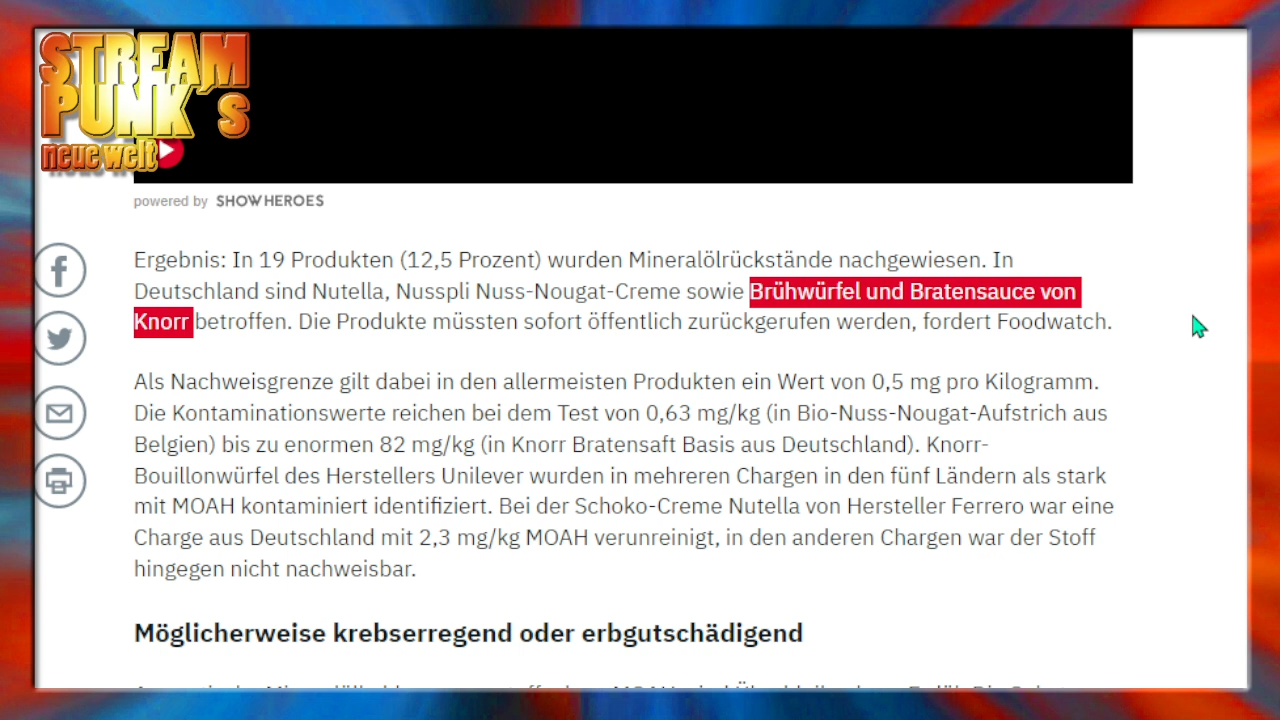 STREAM
PUNK´s
neue welt
powered by SHOWHEROES
Ergebnis: In 19 Produkten (12,5 Prozent) wurden Mineralölrückstände nachgewiesen. In
Deutschland sind Nutella, Nusspli Nuss-Nougat-Creme sowie Brühwürfel und Bratensauce von
Knorr betroffen. Die Produkte müssten sofort öffentlich zurückgerufen werden, fordert Foodwatch.
Als Nachweisgrenze gilt dabei in den allermeisten Produkten ein Wert von 0,5 mg pro Kilogramm.
Die Kontaminationswerte reichen bei dem Test von 0,63 mg/kg (in Bio-Nuss-Nougat-Aufstrich aus
Belgien) bis zu enormen 82 mg/kg (in Knorr Bratensaft Basis aus Deutschland). Knorr-
Bouillonwürfel des Herstellers Unilever wurden in mehreren Chargen in den fünf Ländern als stark
mit MOAH kontaminiert identifiziert. Bei der Schoko-Creme Nutella von Hersteller Ferrero war eine
Charge aus Deutschland mit 2,3 mg/kg MOAH verunreinigt, in den anderen Chargen war der Stoff
hingegen nicht nachweisbar.
Möglicherweise krebserregend oder erbgutschädigend